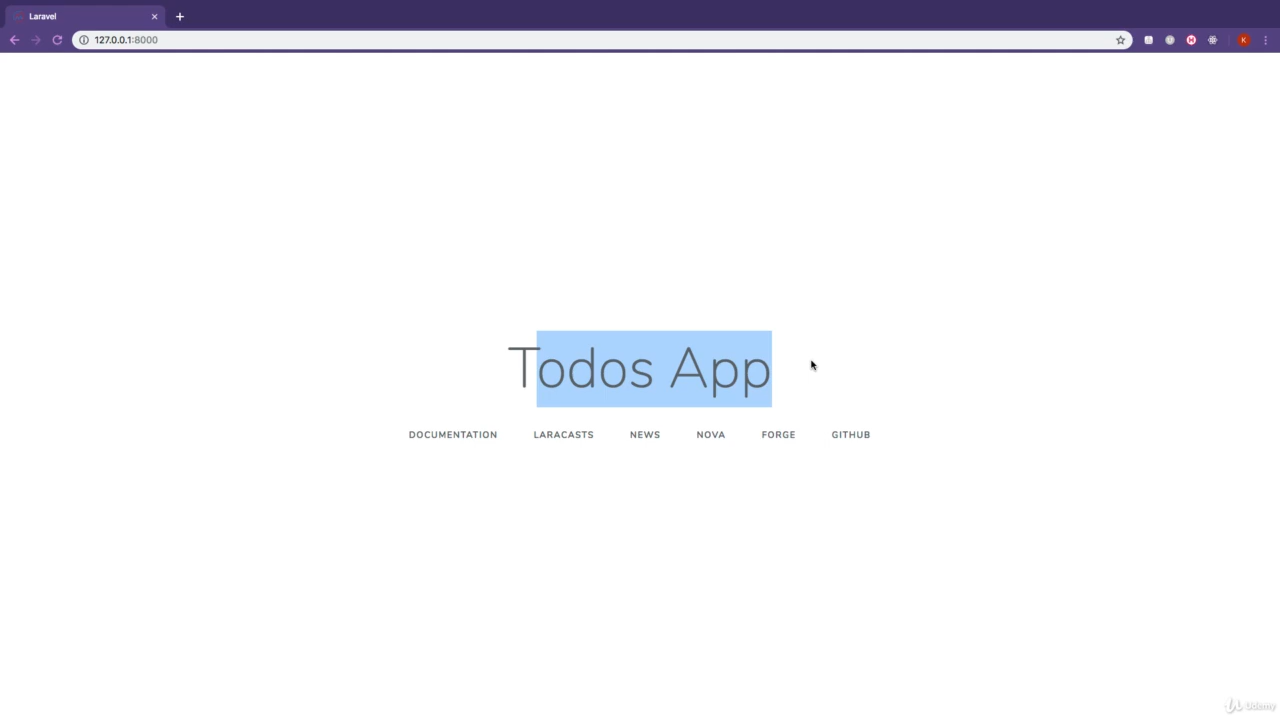 Laravel
127.0.0.1:8000
K
Todos App
DOCUMENTATION LARACASTS NEWS NOVA FORGE GITHUB
Udemy